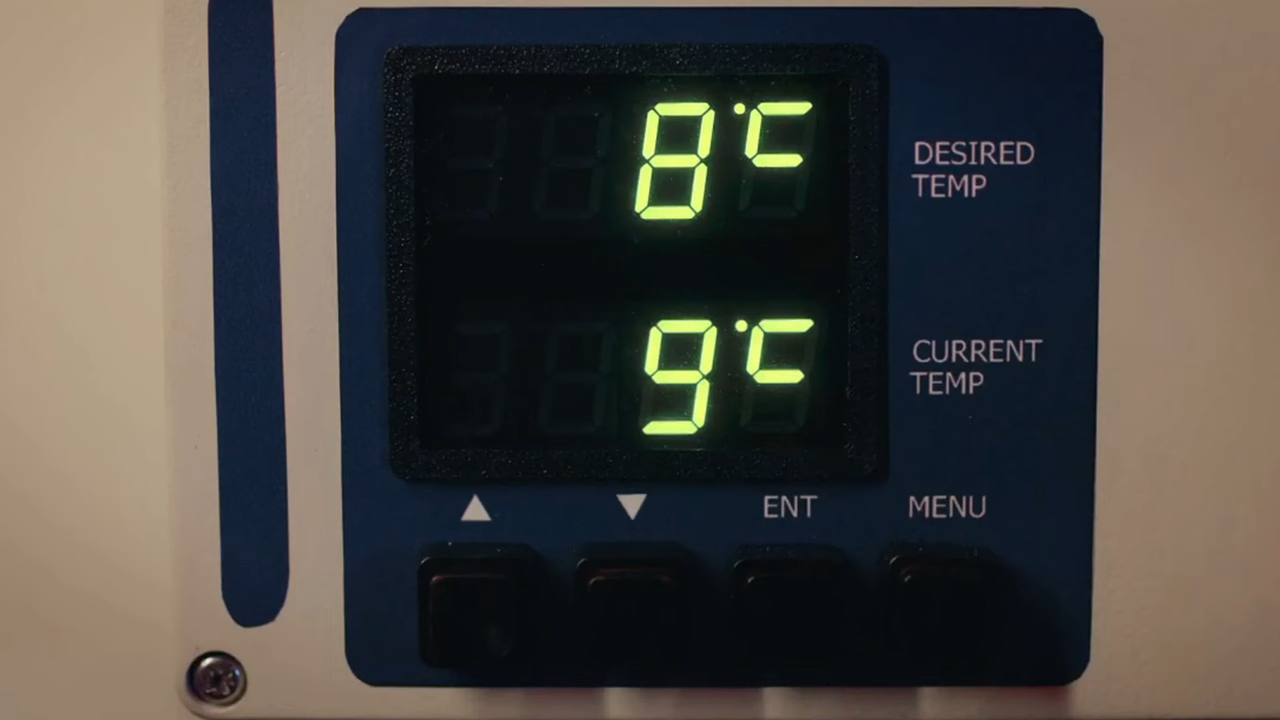 8°C
DESIRED
TEMP
9°C
CURRENT
TEMP
▲ ▼ ENT MENU